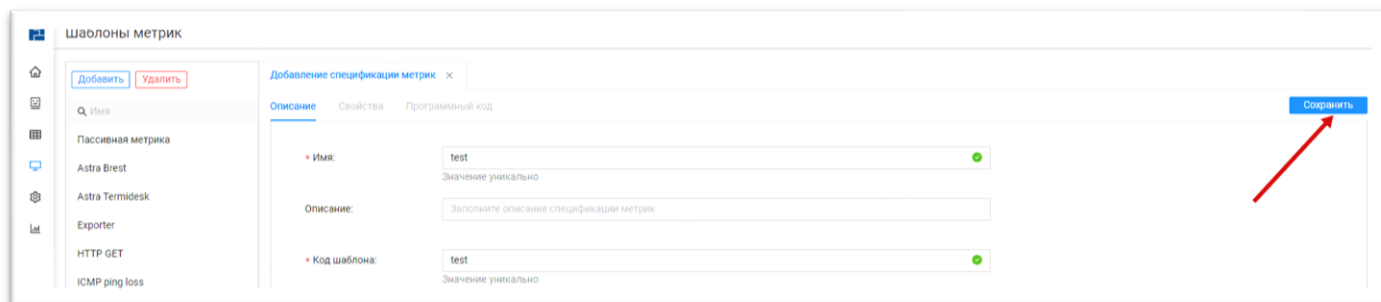 Шаблоны метрик
Добавить Удалить
Имя
Пассивная метрика
Astra Brest
Astra Termidesk
Exporter
HTTP GET
ICMP ping loss
Добавление спецификации метрик
Описание Свойства Программный код
Сохранить
* Имя: test
Значение уникально
Описание: Заполните описание спецификации метрик
* Код шаблона: test
Значение уникально